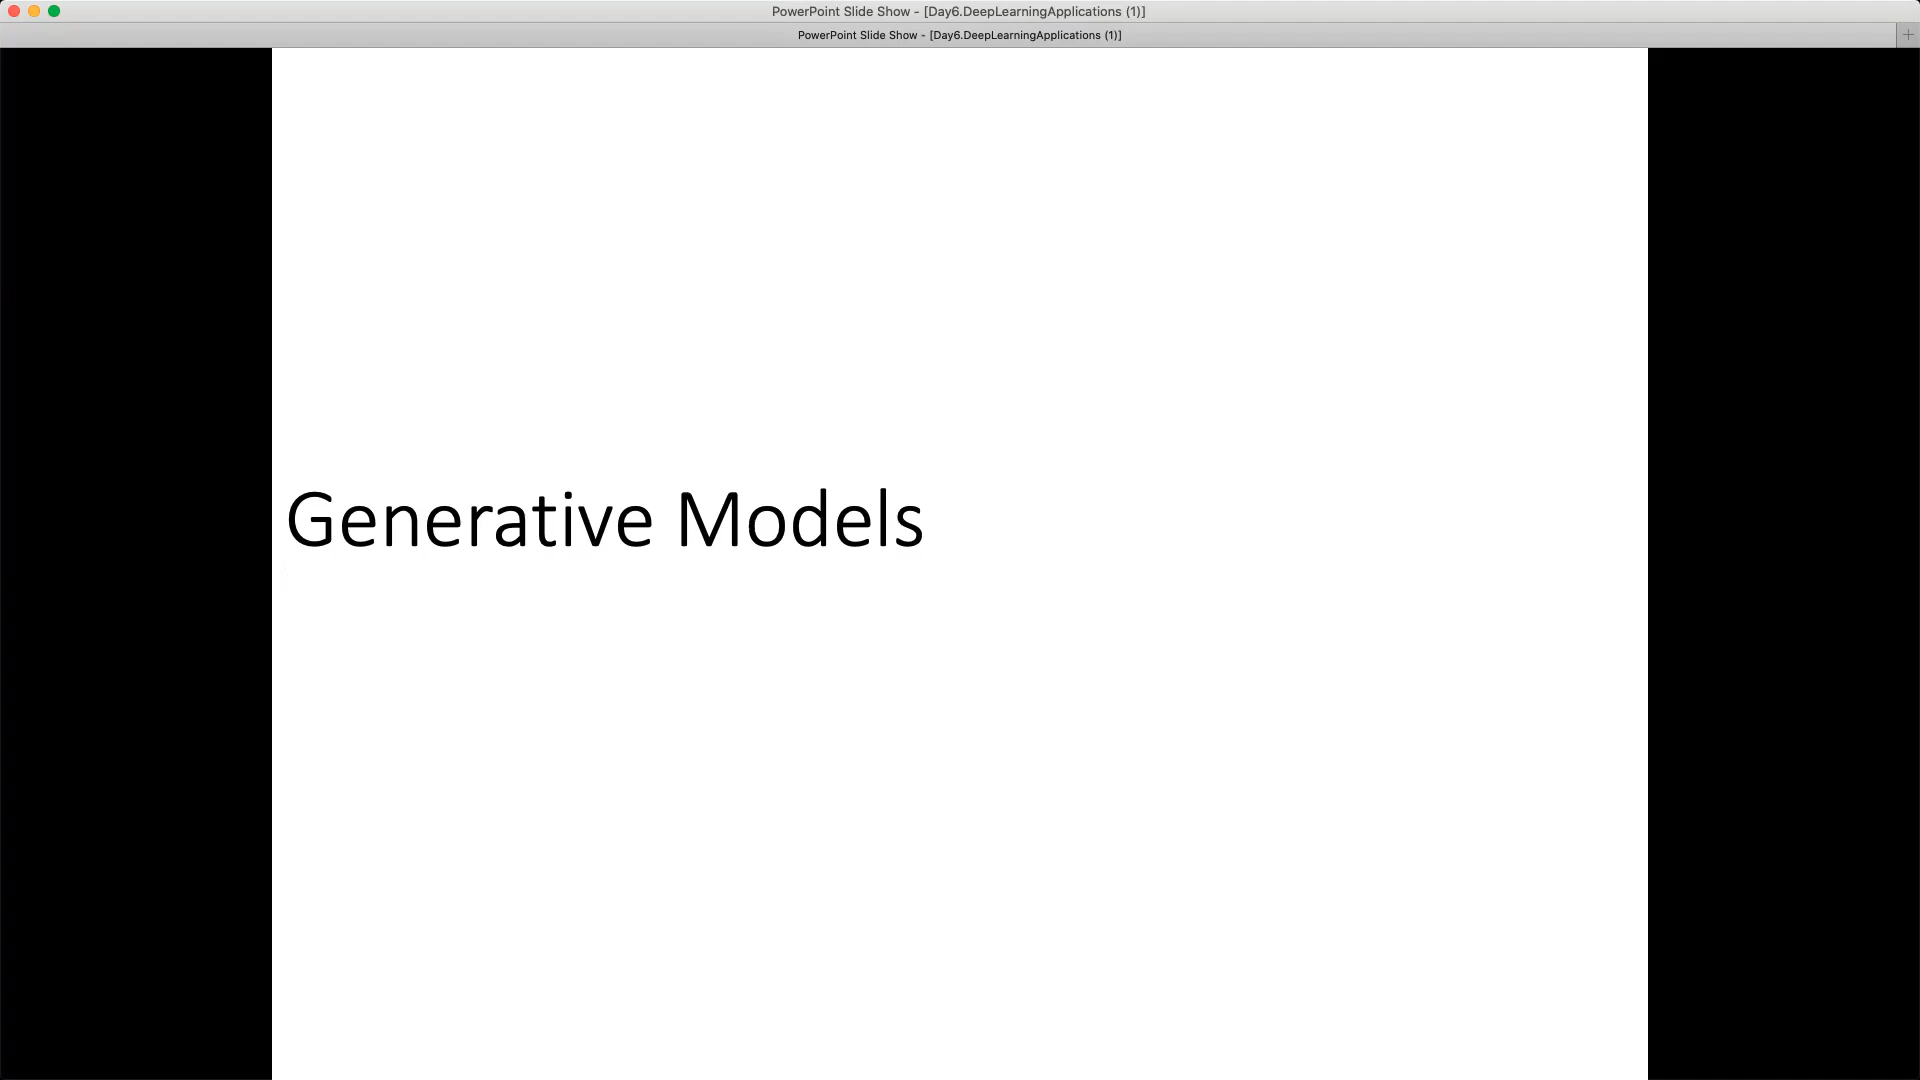 PowerPoint Slide Show - [Day6.DeepLearningApplications (1)]
PowerPoint Slide Show - [Day6.DeepLearningApplications (1)]
Generative Models